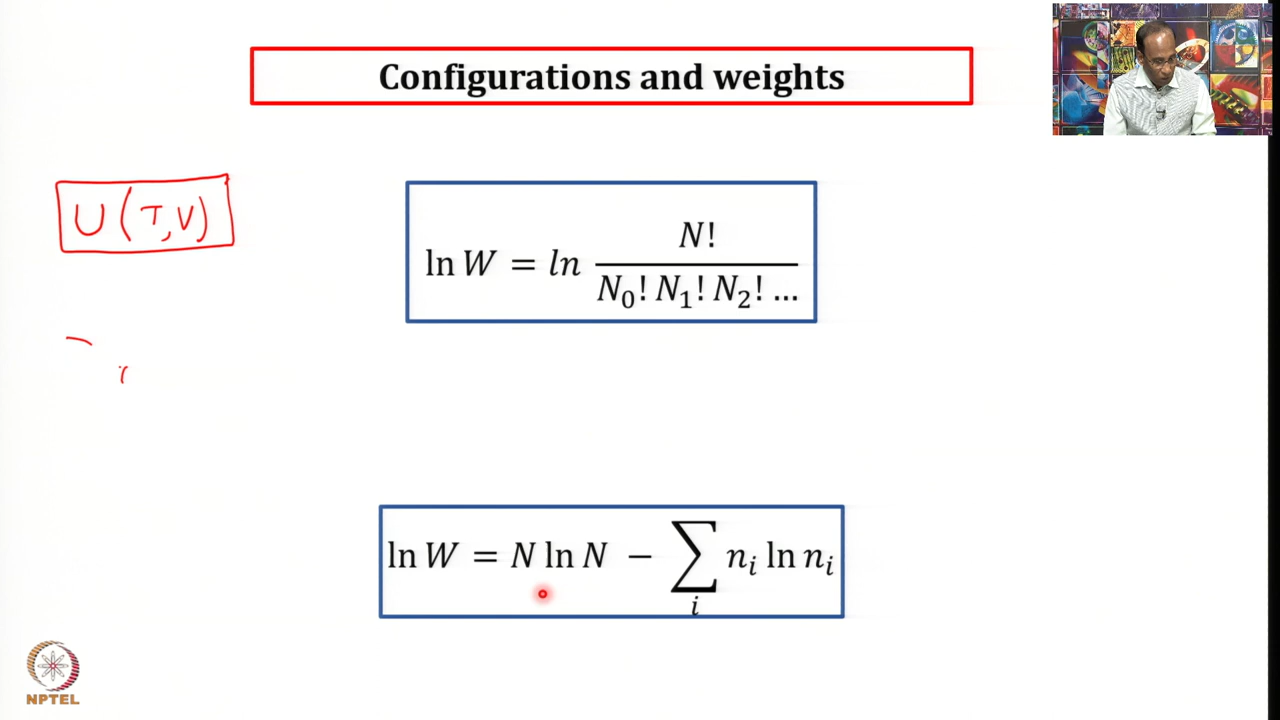 Configurations and weights
U (T,V)
ln W = ln N! / N₀! N₁! N₂! ...
ln W = N ln N − ∑ᵢ nᵢ ln nᵢ
NPTEL